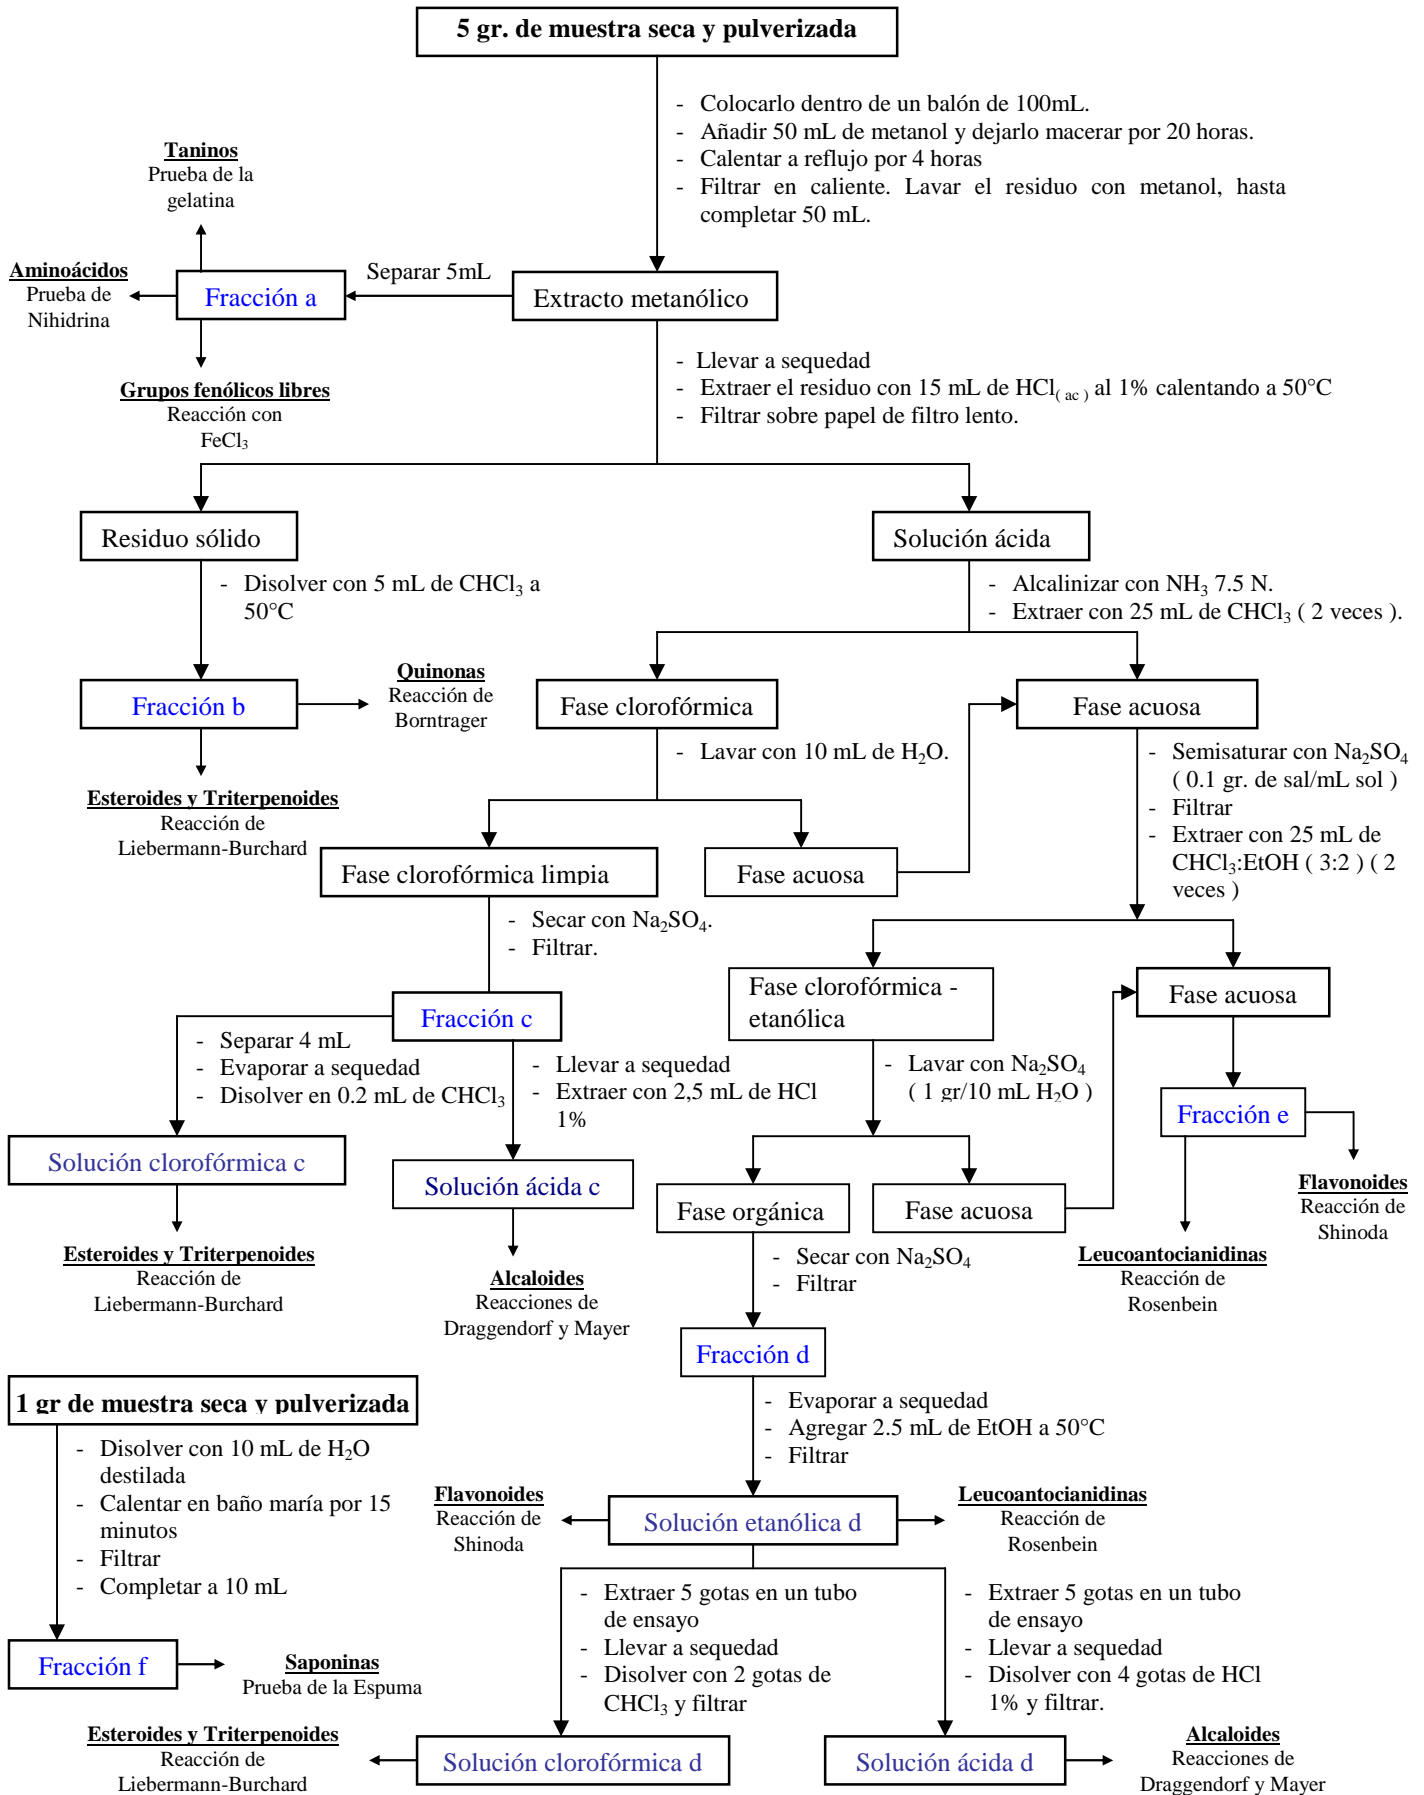 5 gr. de muestra seca y pulverizada
- Colocarlo dentro de un balón de 100mL.
- Añadir 50 mL de metanol y dejarlo macerar por 20 horas.
- Calentar a reflujo por 4 horas
- Filtrar en caliente. Lavar el residuo con metanol, hasta
completar 50 mL.
Taninos
Prueba de la
gelatina
Aminoácidos
Prueba de
Nihidrina
Fracción a
Separar 5mL
Extracto metanólico
Grupos fenólicos libres
Reacción con
FeCl₃
- Llevar a sequedad
- Extraer el residuo con 15 mL de HCl( ac ) al 1% calentando a 50°C
- Filtrar sobre papel de filtro lento.
Residuo sólido
Solución ácida
- Disolver con 5 mL de CHCl₃ a
50°C
- Alcalinizar con NH₃ 7.5 N.
- Extraer con 25 mL de CHCl₃ ( 2 veces ).
Fracción b
Quinonas
Reacción de
Borntrager
Fase clorofórmica
Fase acuosa
Esteroides y Triterpenoides
Reacción de
Liebermann-Burchard
- Lavar con 10 mL de H₂O.
- Semisaturar con Na₂SO₄
( 0.1 gr. de sal/mL sol )
- Filtrar
- Extraer con 25 mL de
CHCl₃:EtOH ( 3:2 ) ( 2
veces )
Fase clorofórmica limpia
Fase acuosa
- Secar con Na₂SO₄.
- Filtrar.
Fase clorofórmica -
etanólica
Fase acuosa
Fracción c
- Separar 4 mL
- Evaporar a sequedad
- Disolver en 0.2 mL de CHCl₃
- Llevar a sequedad
- Extraer con 2,5 mL de HCl
1%
- Lavar con Na₂SO₄
( 1 gr/10 mL H₂O )
Fracción e
Solución clorofórmica c
Solución ácida c
Fase orgánica
Fase acuosa
Flavonoides
Reacción de
Shinoda
Esteroides y Triterpenoides
Reacción de
Liebermann-Burchard
Alcaloides
Reacciones de
Draggendorf y Mayer
- Secar con Na₂SO₄
- Filtrar
Leucoantocianidinas
Reacción de
Rosenbein
Fracción d
1 gr de muestra seca y pulverizada
- Disolver con 10 mL de H₂O
destilada
- Calentar en baño maría por 15
minutos
- Filtrar
- Completar a 10 mL
- Evaporar a sequedad
- Agregar 2.5 mL de EtOH a 50°C
- Filtrar
Flavonoides
Reacción de
Shinoda
Solución etanólica d
Leucoantocianidinas
Reacción de
Rosenbein
- Extraer 5 gotas en un tubo
de ensayo
- Llevar a sequedad
- Disolver con 2 gotas de
CHCl₃ y filtrar
- Extraer 5 gotas en un tubo
de ensayo
- Llevar a sequedad
- Disolver con 4 gotas de HCl
1% y filtrar.
Fracción f
Saponinas
Prueba de la Espuma
Esteroides y Triterpenoides
Reacción de
Liebermann-Burchard
Solución clorofórmica d
Solución ácida d
Alcaloides
Reacciones de
Draggendorf y Mayer